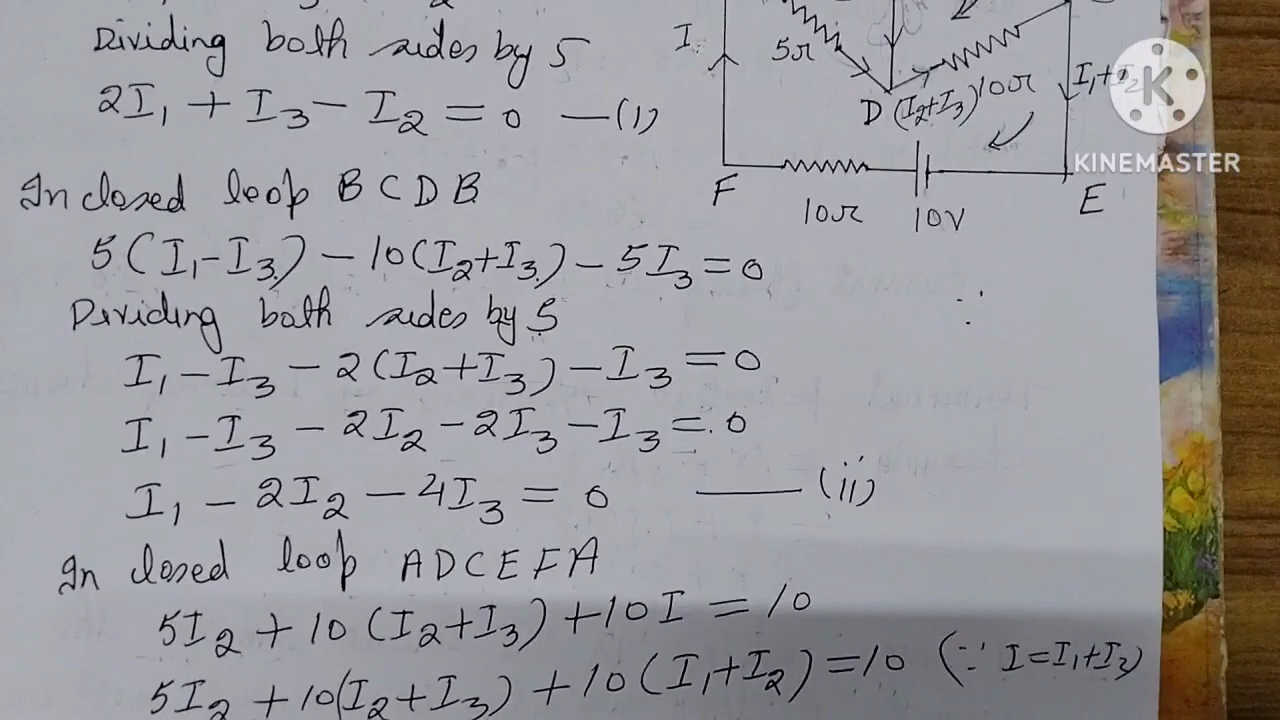 Dividing both sides by 5
2I₁ + I₃ − I₂ = 0 —(i)
In closed loop BCDB
5(I₁−I₃) − 10(I₂+I₃) − 5I₃ = 0
Dividing both sides by 5
I₁ − I₃ − 2(I₂+I₃) − I₃ = 0
I₁ − I₃ − 2I₂ − 2I₃ − I₃ = 0
I₁ − 2I₂ − 4I₃ = 0 —— (ii)
In closed loop ADCEFA
5I₂ + 10(I₂+I₃) + 10I = 10
5I₂ + 10(I₂+I₃) + 10(I₁+I₂) = 10 (∵ I = I₁+I₂)
I
5Ω
D (I₂+I₃) 10Ω
I₁+I₂
KINEMASTER
F
10Ω
10V
E
∵